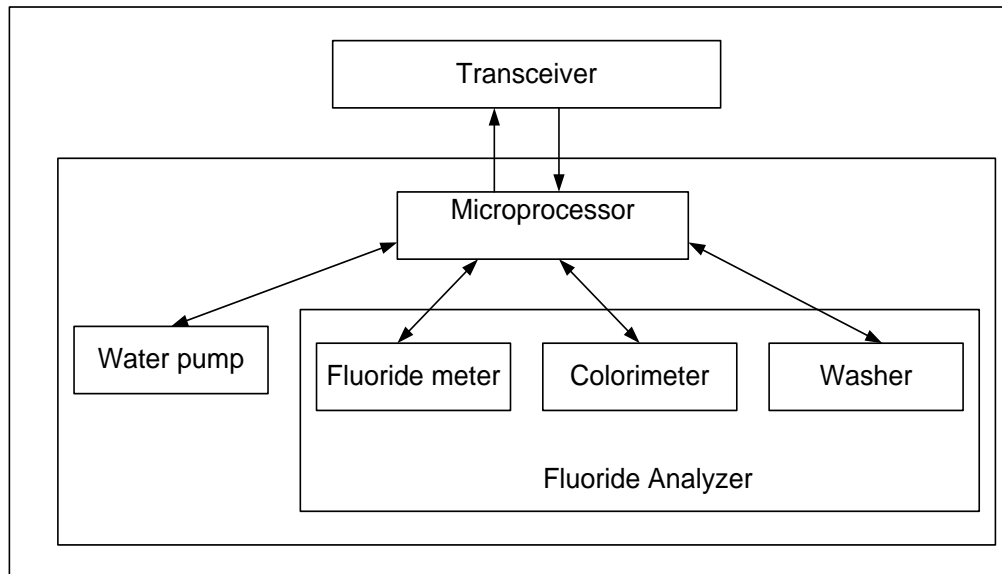 Transceiver
Microprocessor
Water pump
Fluoride meter
Colorimeter
Washer
Fluoride Analyzer